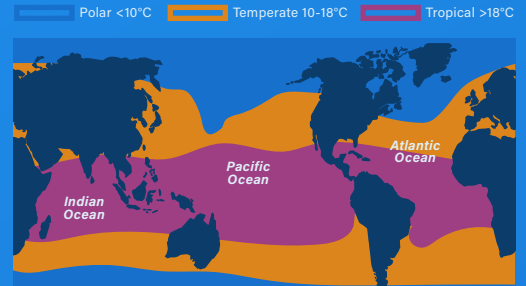 Polar <10°C Temperate 10-18°C Tropical >18°C
Atlantic
Ocean
Pacific
Ocean
Indian
Ocean